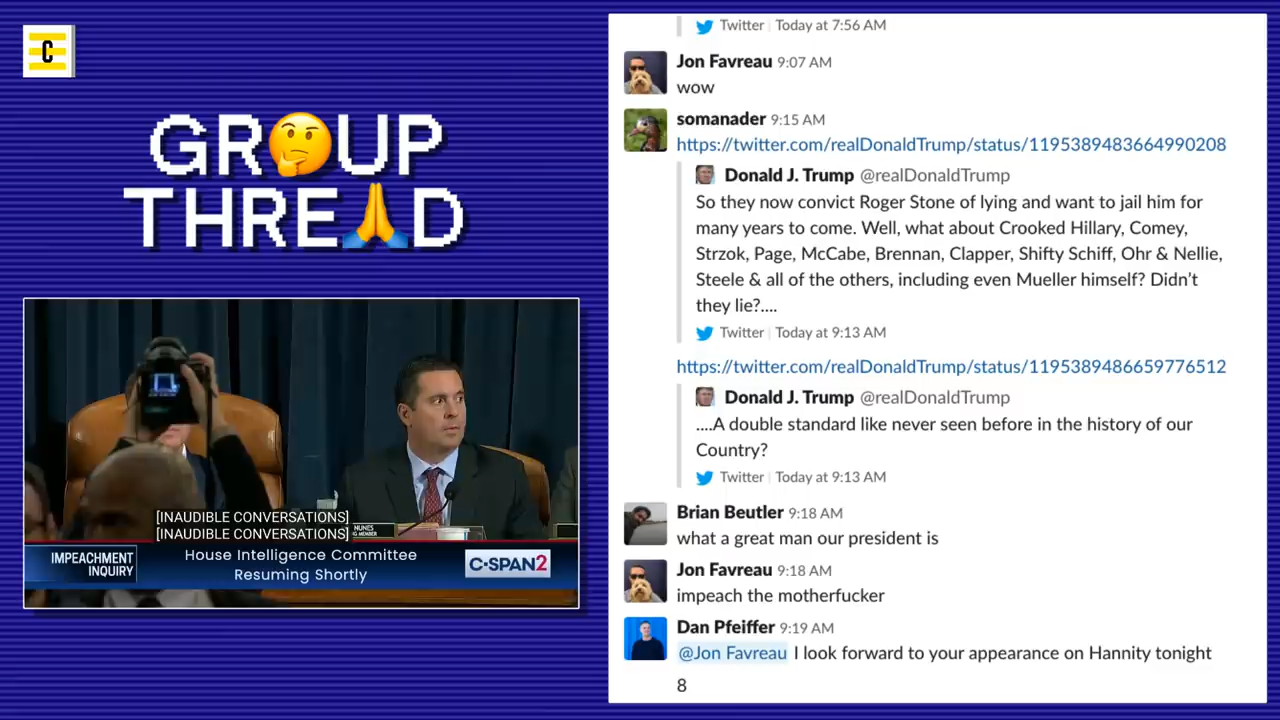 C
GR🤔UP
THRE🙏D
[INAUDIBLE CONVERSATIONS]
[INAUDIBLE CONVERSATIONS]
NUNES
IMPEACHMENT
INQUIRY
House Intelligence Committee
Resuming Shortly
C-SPAN2
Twitter | Today at 7:56 AM
Jon Favreau 9:07 AM
wow
somanader 9:15 AM
https://twitter.com/realDonaldTrump/status/1195389483664990208
Donald J. Trump @realDonaldTrump
So they now convict Roger Stone of lying and want to jail him for
many years to come. Well, what about Crooked Hillary, Comey,
Strzok, Page, McCabe, Brennan, Clapper, Shifty Schiff, Ohr & Nellie,
Steele & all of the others, including even Mueller himself? Didn’t
they lie?....
Twitter | Today at 9:13 AM
https://twitter.com/realDonaldTrump/status/1195389486659776512
Donald J. Trump @realDonaldTrump
....A double standard like never seen before in the history of our
Country?
Twitter | Today at 9:13 AM
Brian Beutler 9:18 AM
what a great man our president is
Jon Favreau 9:18 AM
impeach the motherfucker
Dan Pfeiffer 9:19 AM
@Jon Favreau I look forward to your appearance on Hannity tonight
8